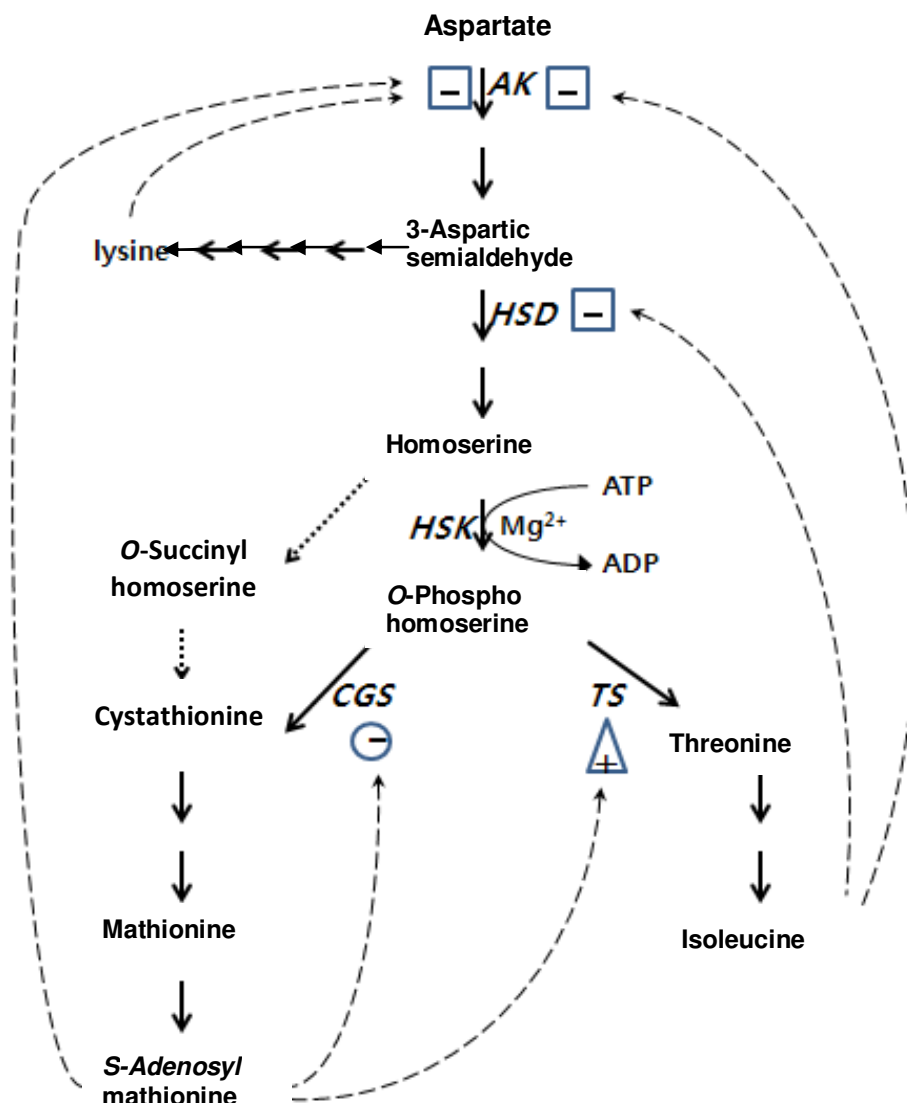 Aspartate
− AK −
3-Aspartic
semialdehyde
lysine
HSD −
Homoserine
ATP
HSK Mg²⁺
ADP
O-Succinyl
homoserine
O-Phospho
homoserine
CGS
TS
Cystathionine
−
+
Threonine
Mathionine
Isoleucine
S-Adenosyl
mathionine